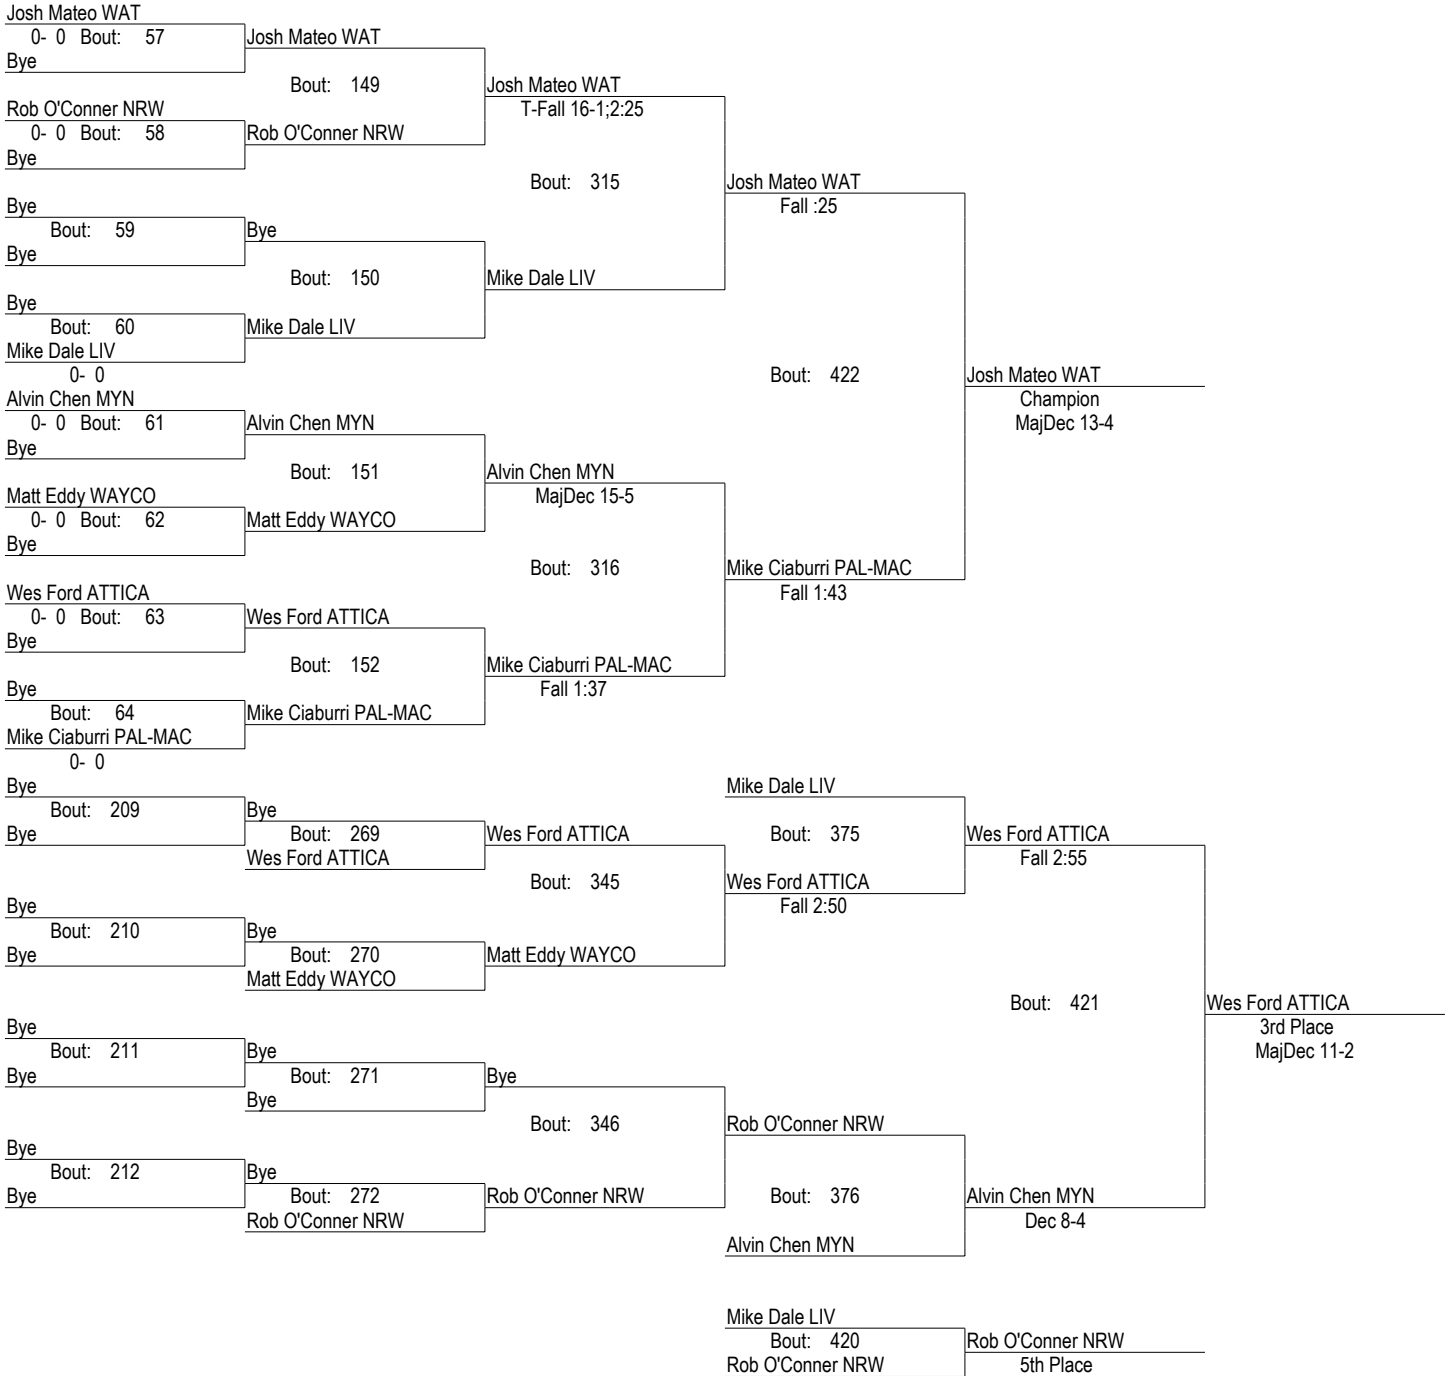 Josh Mateo WAT
0- 0 Bout: 57 Josh Mateo WAT
Bye
Bout: 149 Josh Mateo WAT
Rob O'Conner NRW T-Fall 16-1;2:25
0- 0 Bout: 58 Rob O'Conner NRW
Bye
Bout: 315 Josh Mateo WAT
Bye Fall :25
Bout: 59 Bye
Bye
Bout: 150 Mike Dale LIV
Bye
Bout: 60 Mike Dale LIV
Mike Dale LIV
0- 0 Bout: 422 Josh Mateo WAT
Alvin Chen MYN Champion
0- 0 Bout: 61 Alvin Chen MYN MajDec 13-4
Bye
Bout: 151 Alvin Chen MYN
Matt Eddy WAYCO MajDec 15-5
0- 0 Bout: 62 Matt Eddy WAYCO
Bye
Bout: 316 Mike Ciaburri PAL-MAC
Wes Ford ATTICA Fall 1:43
0- 0 Bout: 63 Wes Ford ATTICA
Bye
Bout: 152 Mike Ciaburri PAL-MAC
Bye Fall 1:37
Bout: 64 Mike Ciaburri PAL-MAC
Mike Ciaburri PAL-MAC
0- 0
Bye Mike Dale LIV
Bout: 209 Bye
Bye Bout: 269 Wes Ford ATTICA Bout: 375 Wes Ford ATTICA
Wes Ford ATTICA Fall 2:55
Bout: 345 Wes Ford ATTICA
Bye Fall 2:50
Bout: 210 Bye
Bye Bout: 270 Matt Eddy WAYCO
Matt Eddy WAYCO
Bout: 421 Wes Ford ATTICA
Bye 3rd Place
Bout: 211 Bye MajDec 11-2
Bye Bout: 271 Bye
Bye
Bout: 346 Rob O'Conner NRW
Bye
Bout: 212 Bye
Bye Bout: 272 Rob O'Conner NRW Bout: 376 Alvin Chen MYN
Rob O'Conner NRW Dec 8-4
Alvin Chen MYN
Mike Dale LIV
Bout: 420 Rob O'Conner NRW
Rob O'Conner NRW 5th Place